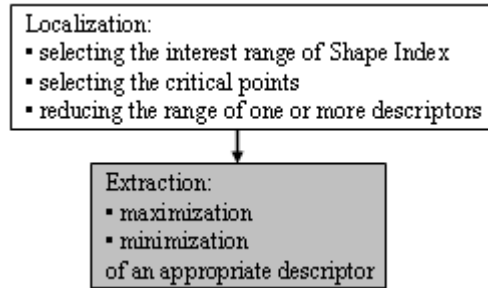 Localization:
▪ selecting the interest range of Shape Index
▪ selecting the critical points
▪ reducing the range of one or more descriptors
Extraction:
▪ maximization
▪ minimization
of an appropriate descriptor